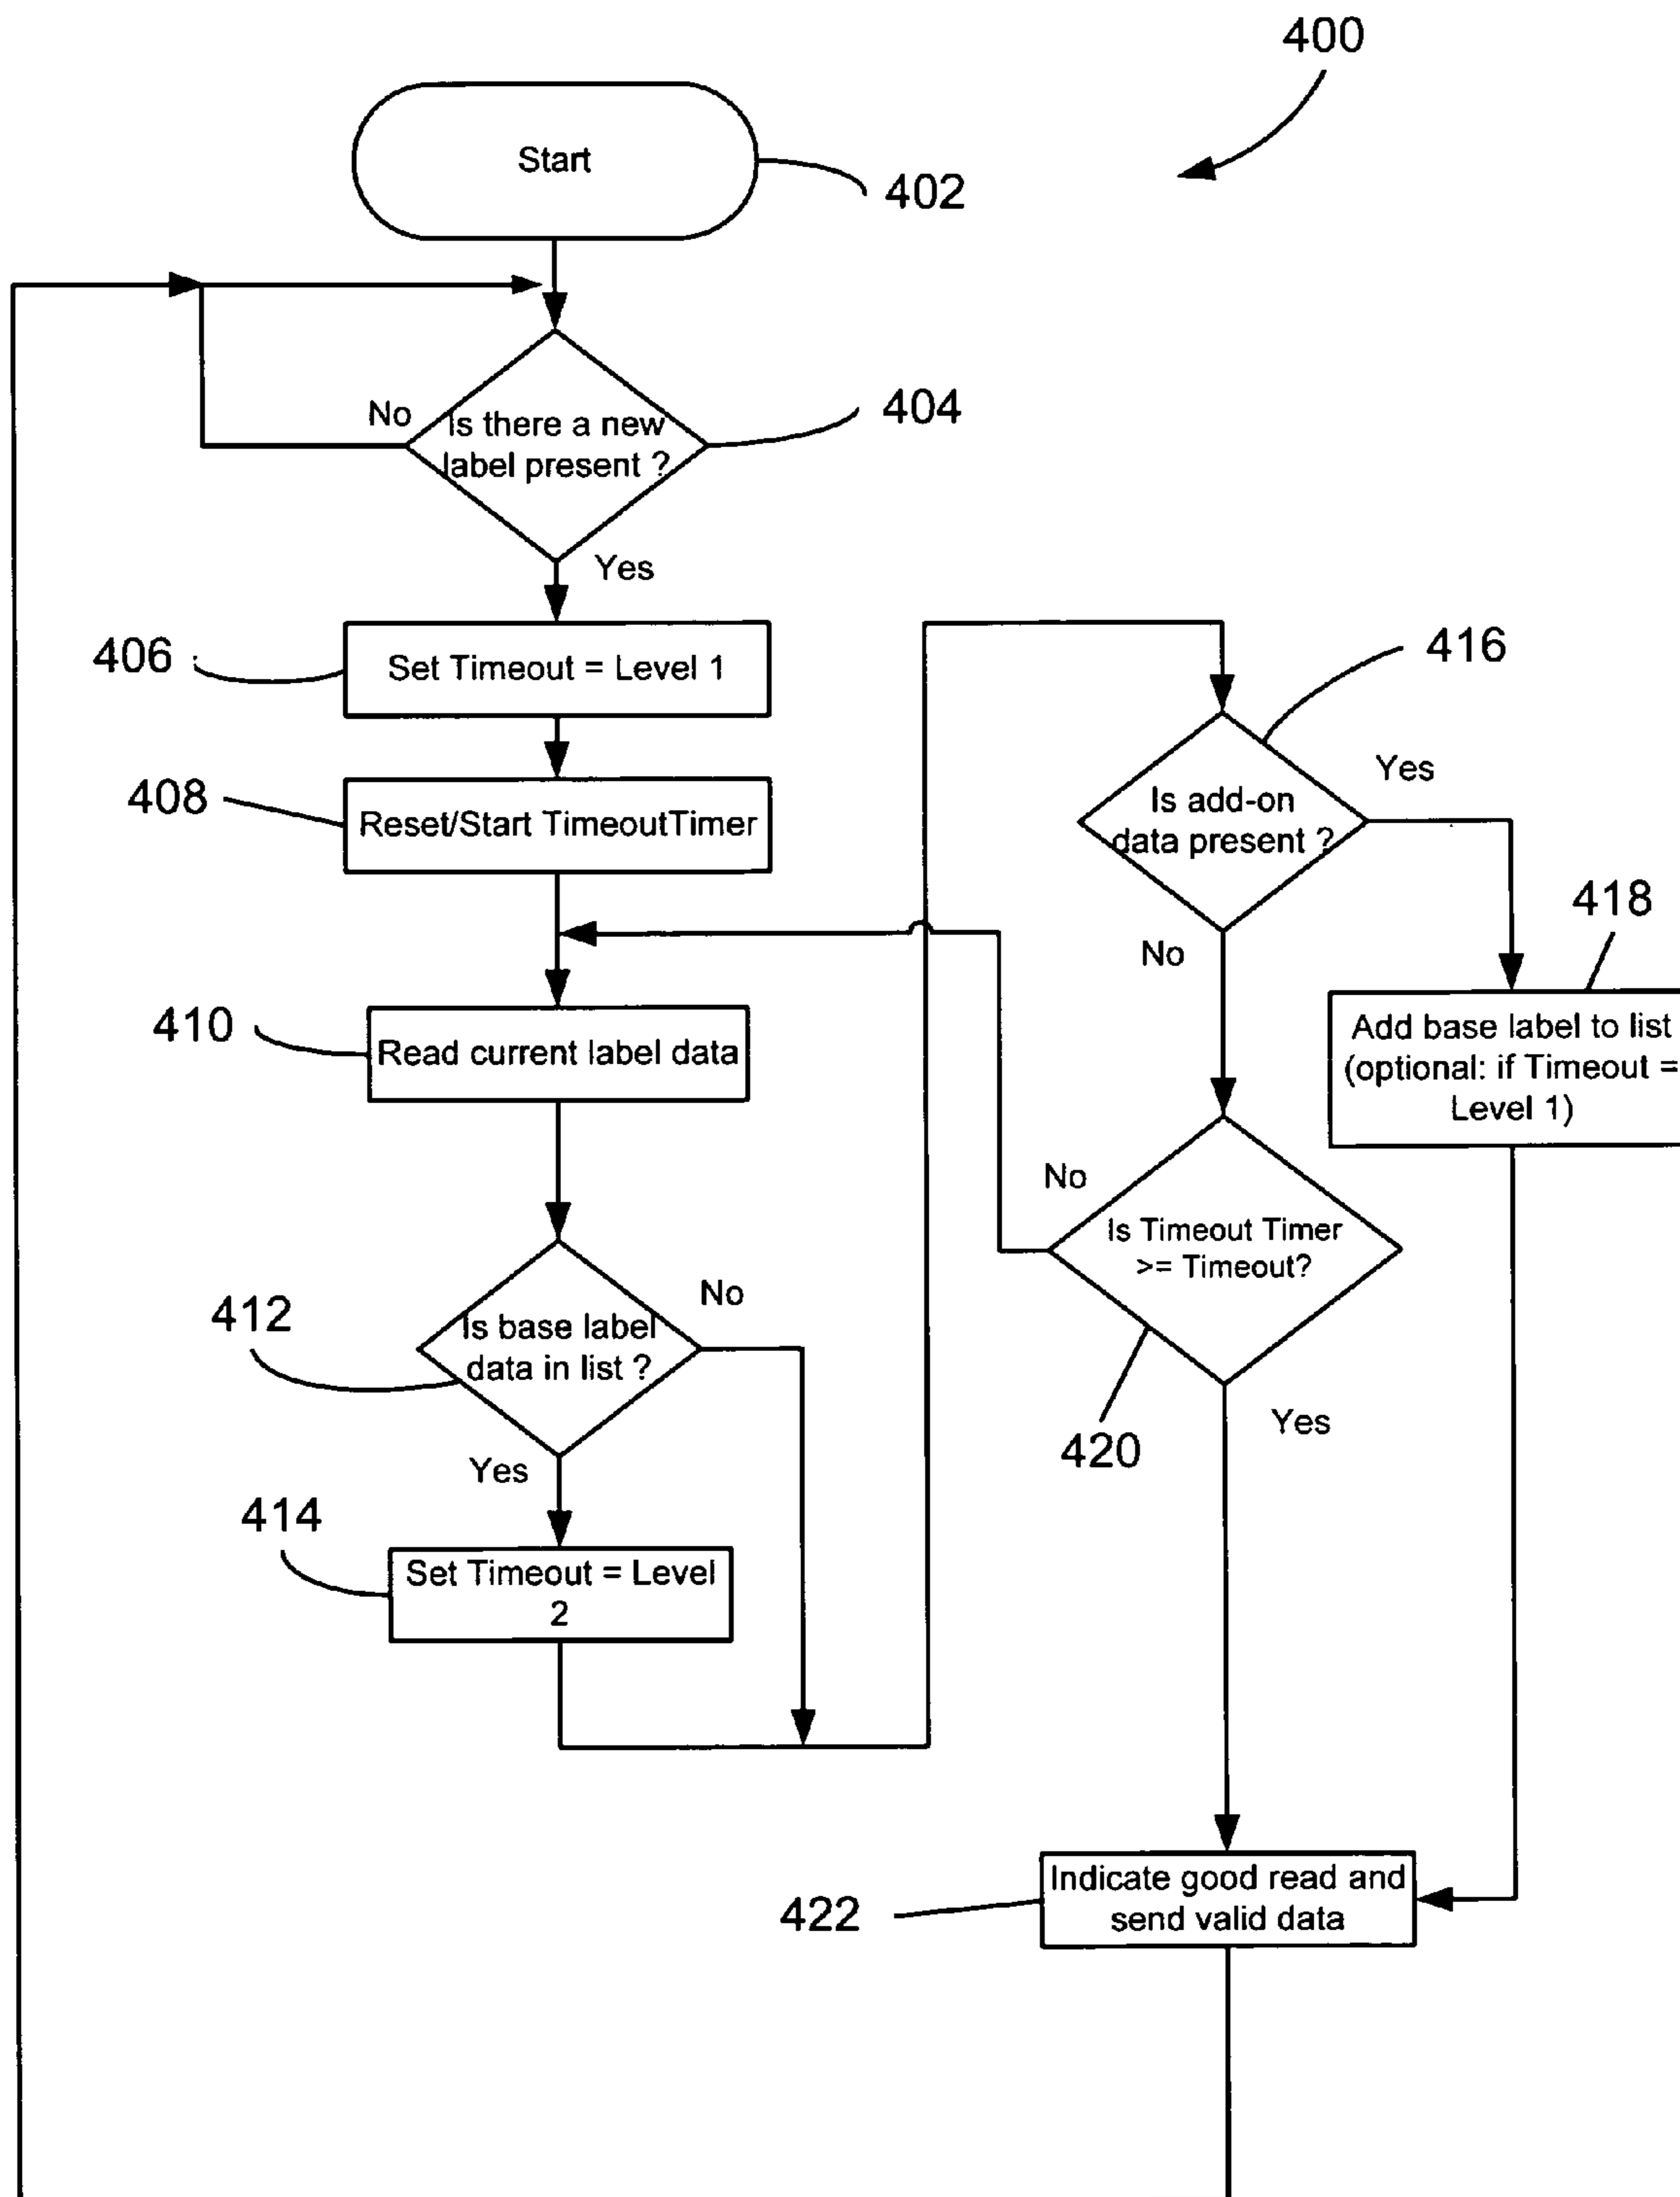 400
Start
402
No
Is there a new
label present ?
404
Yes
406
Set Timeout = Level 1
408
Reset/Start TimeoutTimer
410
Read current label data
412
Is base label
data in list ?
No
Yes
414
Set Timeout = Level
2
416
Is add-on
data present ?
Yes
No
418
Add base label to list
(optional: if Timeout =
Level 1)
No
Is Timeout Timer
>= Timeout?
420
Yes
422
Indicate good read and
send valid data